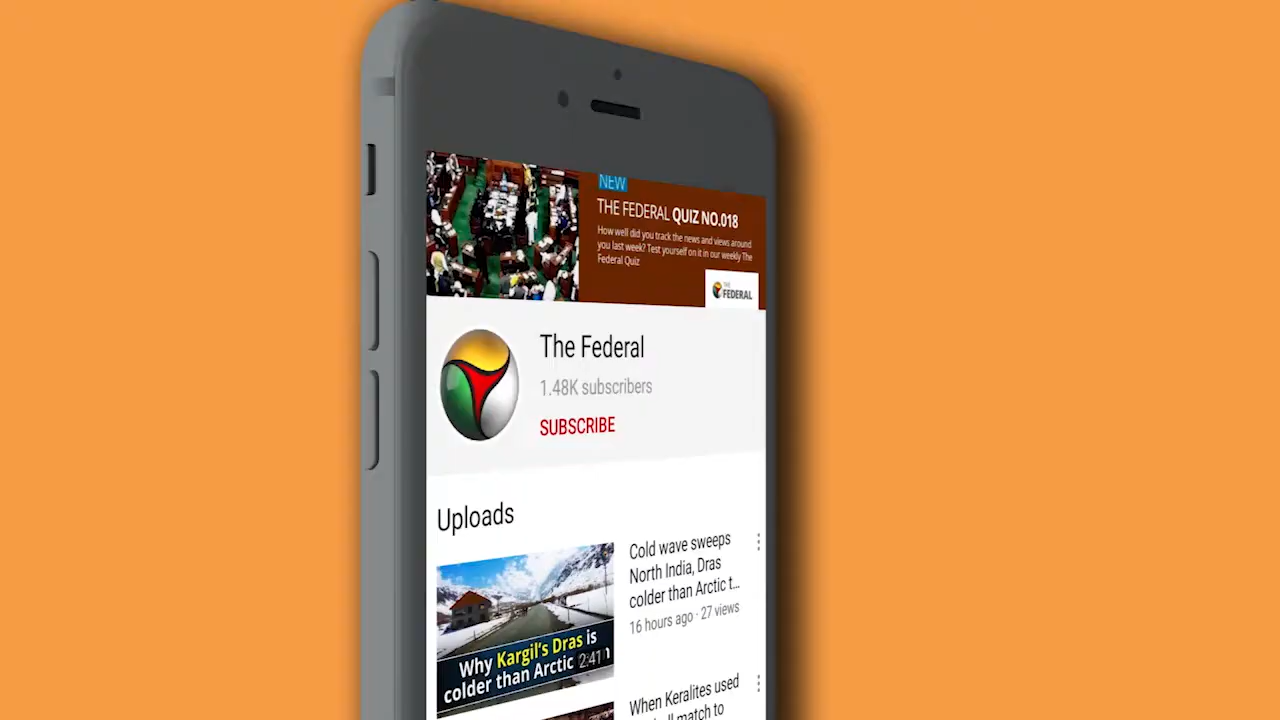 NEW
THE FEDERAL QUIZ NO.018
How well did you track the news and views around
you last week? Test yourself on it in our weekly The
Federal Quiz
THE
FEDERAL
The Federal
1.48K subscribers
SUBSCRIBE
Uploads
Why Kargil's Dras is
colder than Arctic
2:41
Cold wave sweeps
North India, Dras
colder than Arctic t...
16 hours ago · 27 views
When Keralites used
match to